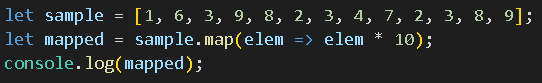 let sample = [1, 6, 3, 9, 8, 2, 3, 4, 7, 2, 3, 8, 9];
let mapped = sample.map(elem => elem * 10);
console.log(mapped);